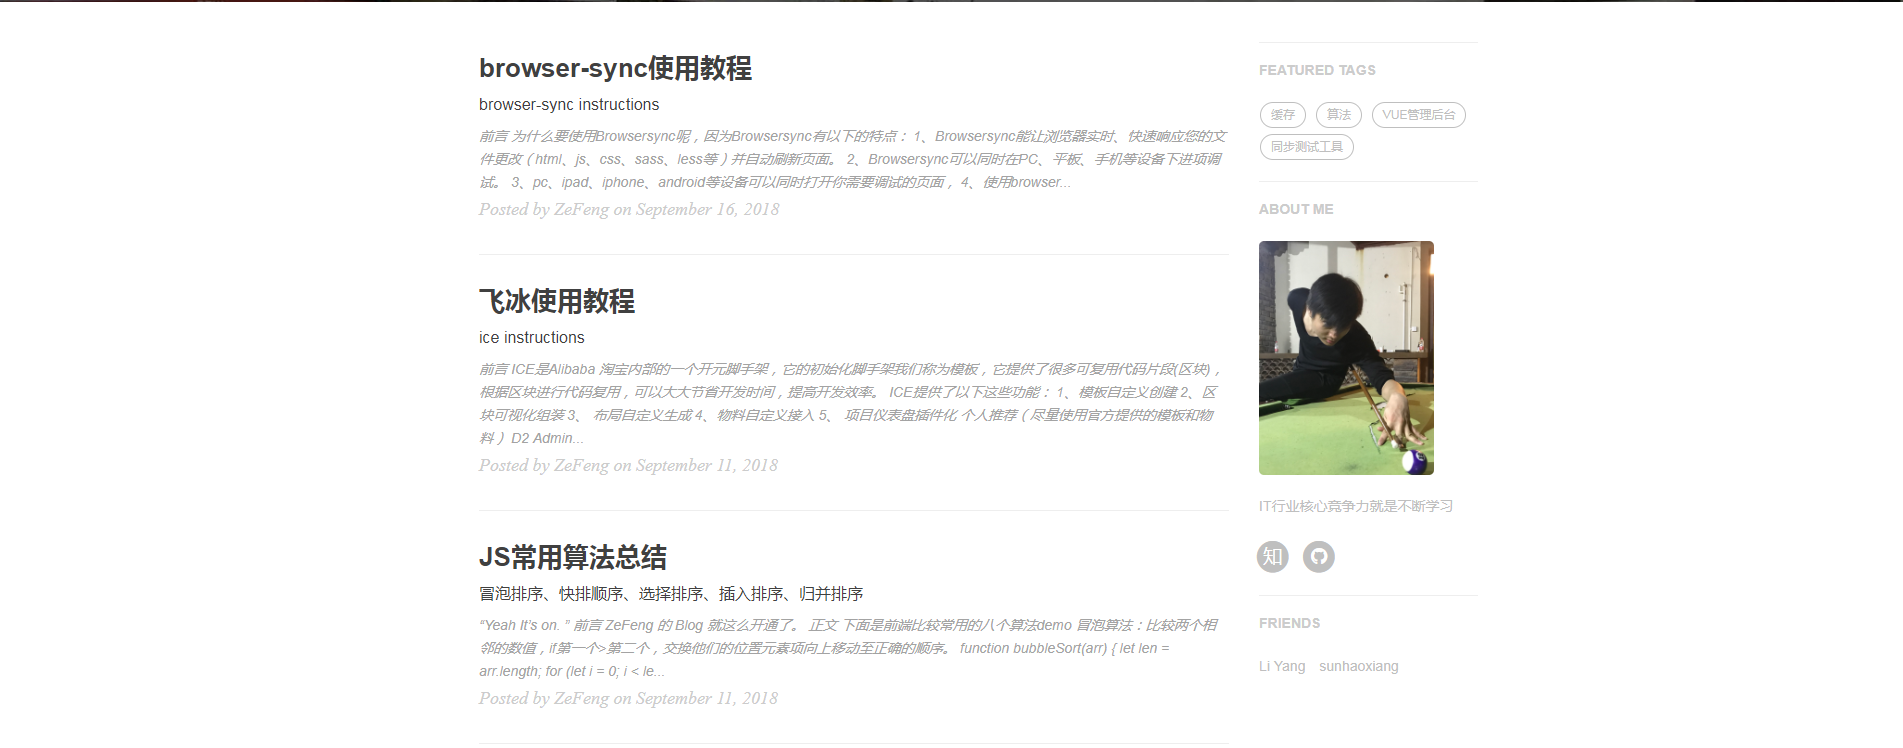 browser-sync使用教程
browser-sync instructions
前言 为什么要使用Browsersync呢，因为Browsersync有以下的特点： 1、Browsersync能让浏览器实时、快速响应您的文
件更改（html、js、css、sass、less等）并自动刷新页面。 2、Browsersync可以同时在PC、平板、手机等设备下进项调
试。 3、pc、ipad、iphone、android等设备可以同时打开你需要调试的页面， 4、使用browser...
Posted by ZeFeng on September 16, 2018
飞冰使用教程
ice instructions
前言 ICE是Alibaba 淘宝内部的一个开元脚手架，它的初始化脚手架我们称为模板，它提供了很多可复用代码片段(区块)，
根据区块进行代码复用，可以大大节省开发时间，提高开发效率。 ICE提供了以下这些功能： 1、模板自定义创建 2、区
块可视化组装 3、 布局自定义生成 4、物料自定义接入 5、 项目仪表盘插件化 个人推荐（尽量使用官方提供的模板和物
料） D2 Admin...
Posted by ZeFeng on September 11, 2018
JS常用算法总结
冒泡排序、快排顺序、选择排序、插入排序、归并排序
“Yeah It’s on. ” 前言 ZeFeng 的 Blog 就这么开通了。 正文 下面是前端比较常用的八个算法demo 冒泡算法：比较两个相
邻的数值，if第一个>第二个，交换他们的位置元素项向上移动至正确的顺序。 function bubbleSort(arr) { let len =
arr.length; for (let i = 0; i < le...
Posted by ZeFeng on September 11, 2018
FEATURED TAGS
缓存 算法 VUE管理后台
同步测试工具
ABOUT ME
IT行业核心竞争力就是不断学习
知
FRIENDS
Li Yang sunhaoxiang